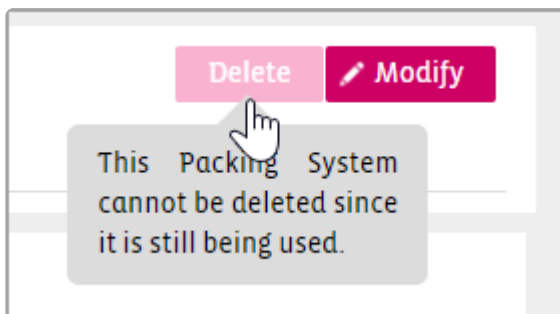 Delete Modify
This Packing System
cannot be deleted since
it is still being used.